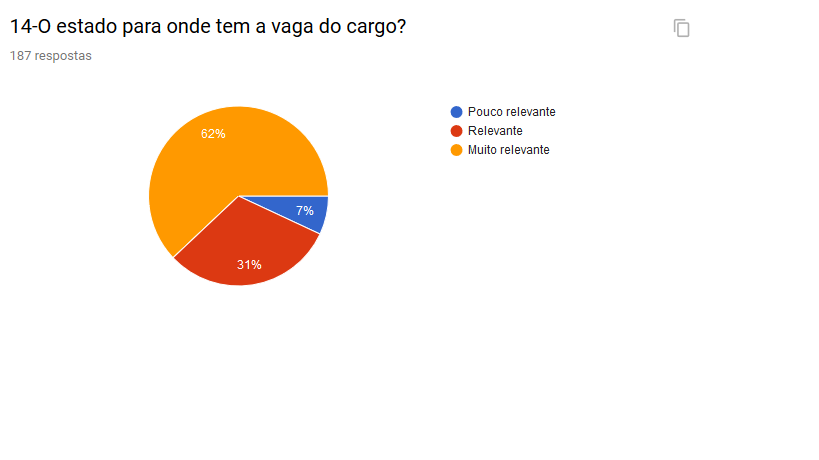 14-O estado para onde tem a vaga do cargo?
187 respostas
62%
7%
31%
Pouco relevante
Relevante
Muito relevante